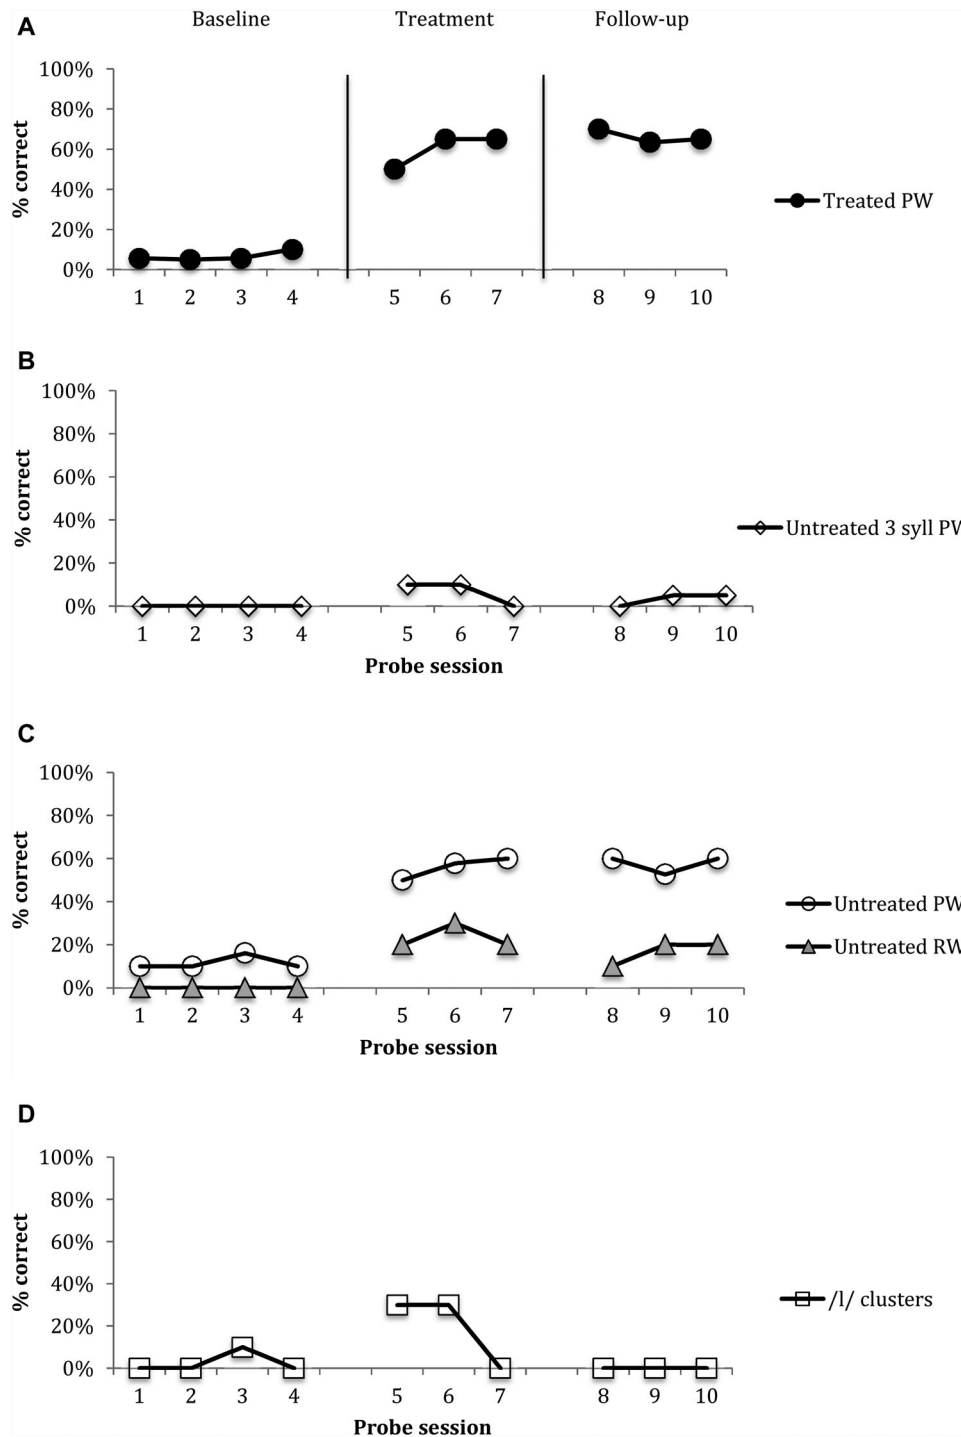 A
Baseline Treatment Follow-up
100%
80%
60%
40%
20%
0%
% correct
1 2 3 4 5 6 7 8 9 10
Treated PW
B
100%
80%
60%
40%
20%
0%
% correct
1 2 3 4 5 6 7 8 9 10
Probe session
Untreated 3 syll PW
C
100%
80%
60%
40%
20%
0%
% correct
1 2 3 4 5 6 7 8 9 10
Probe session
Untreated PW
Untreated RW
D
100%
80%
60%
40%
20%
0%
% correct
1 2 3 4 5 6 7 8 9 10
Probe session
/l/ clusters